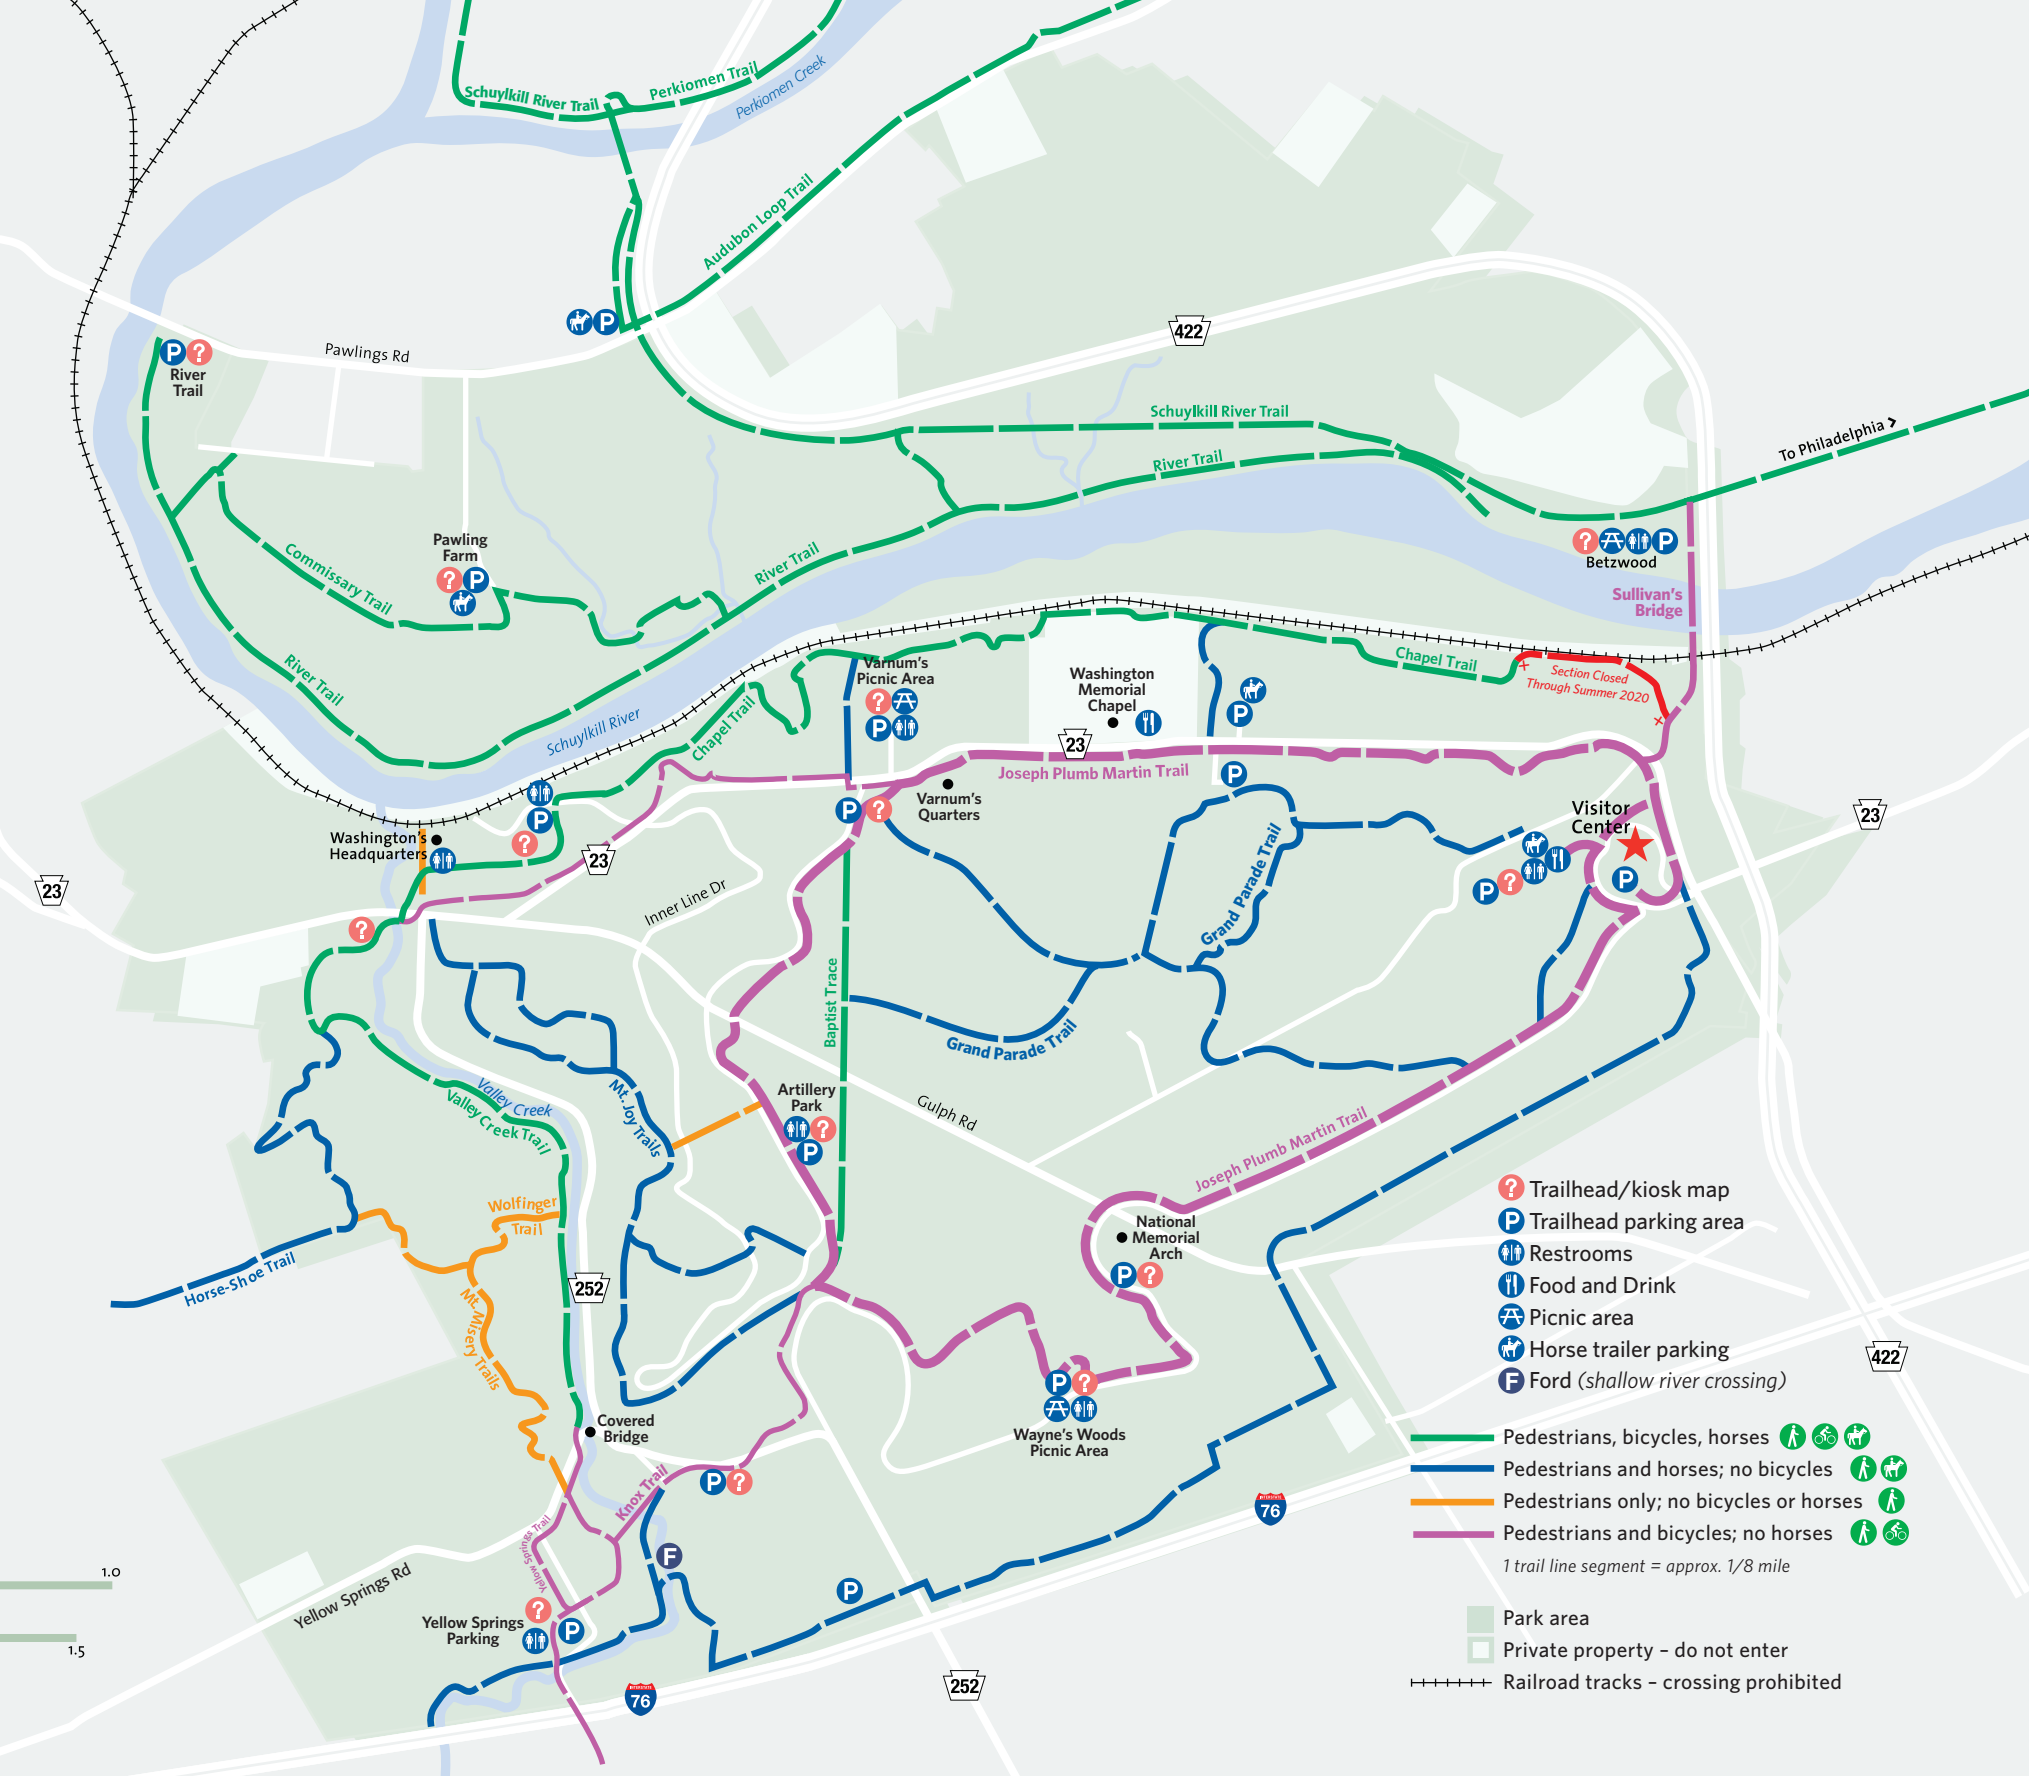 Schuylkill River Trail
Perkiomen Trail
Perkiomen Creek
Audubon Loop Trail
P
P ?
River
Trail
Pawlings Rd
422
Schuylkill River Trail
River Trail
To Philadelphia >
Pawling
Farm
? P
Commissary Trail
River Trail
? P
Betzwood
Sullivan's
Bridge
River Trail
Schuylkill River
Chapel Trail
Varnum's
Picnic Area
?
P
Washington
Memorial
Chapel
P
Chapel Trail
Section Closed
Through Summer 2020
23
Joseph Plumb Martin Trail
P
Varnum's
Quarters
P ?
P
?
Washington's
Headquarters
23
23
23
Visitor
Center
P
P ?
?
Inner Line Dr
Grand Parade Trail
Baptist Trace
Grand Parade Trail
Valley Creek
Valley Creek Trail
Mt. Joy Trails
Artillery
Park
?
P
Gulph Rd
Joseph Plumb Martin Trail
Wolfinger
Trail
Horse-Shoe Trail
Mt. Misery Trails
252
National
Memorial
Arch
P ?
P ?
Wayne's Woods
Picnic Area
Covered
Bridge
Knox Trail
P ?
Yellow Springs Trail
F
P
Yellow Springs Rd
?
Yellow Springs
Parking
P
INTERSTATE
76
INTERSTATE
76
252
422
1.0
1.5
? Trailhead/kiosk map
P Trailhead parking area
Restrooms
Food and Drink
Picnic area
Horse trailer parking
F Ford (shallow river crossing)
Pedestrians, bicycles, horses
Pedestrians and horses; no bicycles
Pedestrians only; no bicycles or horses
Pedestrians and bicycles; no horses
1 trail line segment = approx. 1/8 mile
Park area
Private property – do not enter
Railroad tracks – crossing prohibited